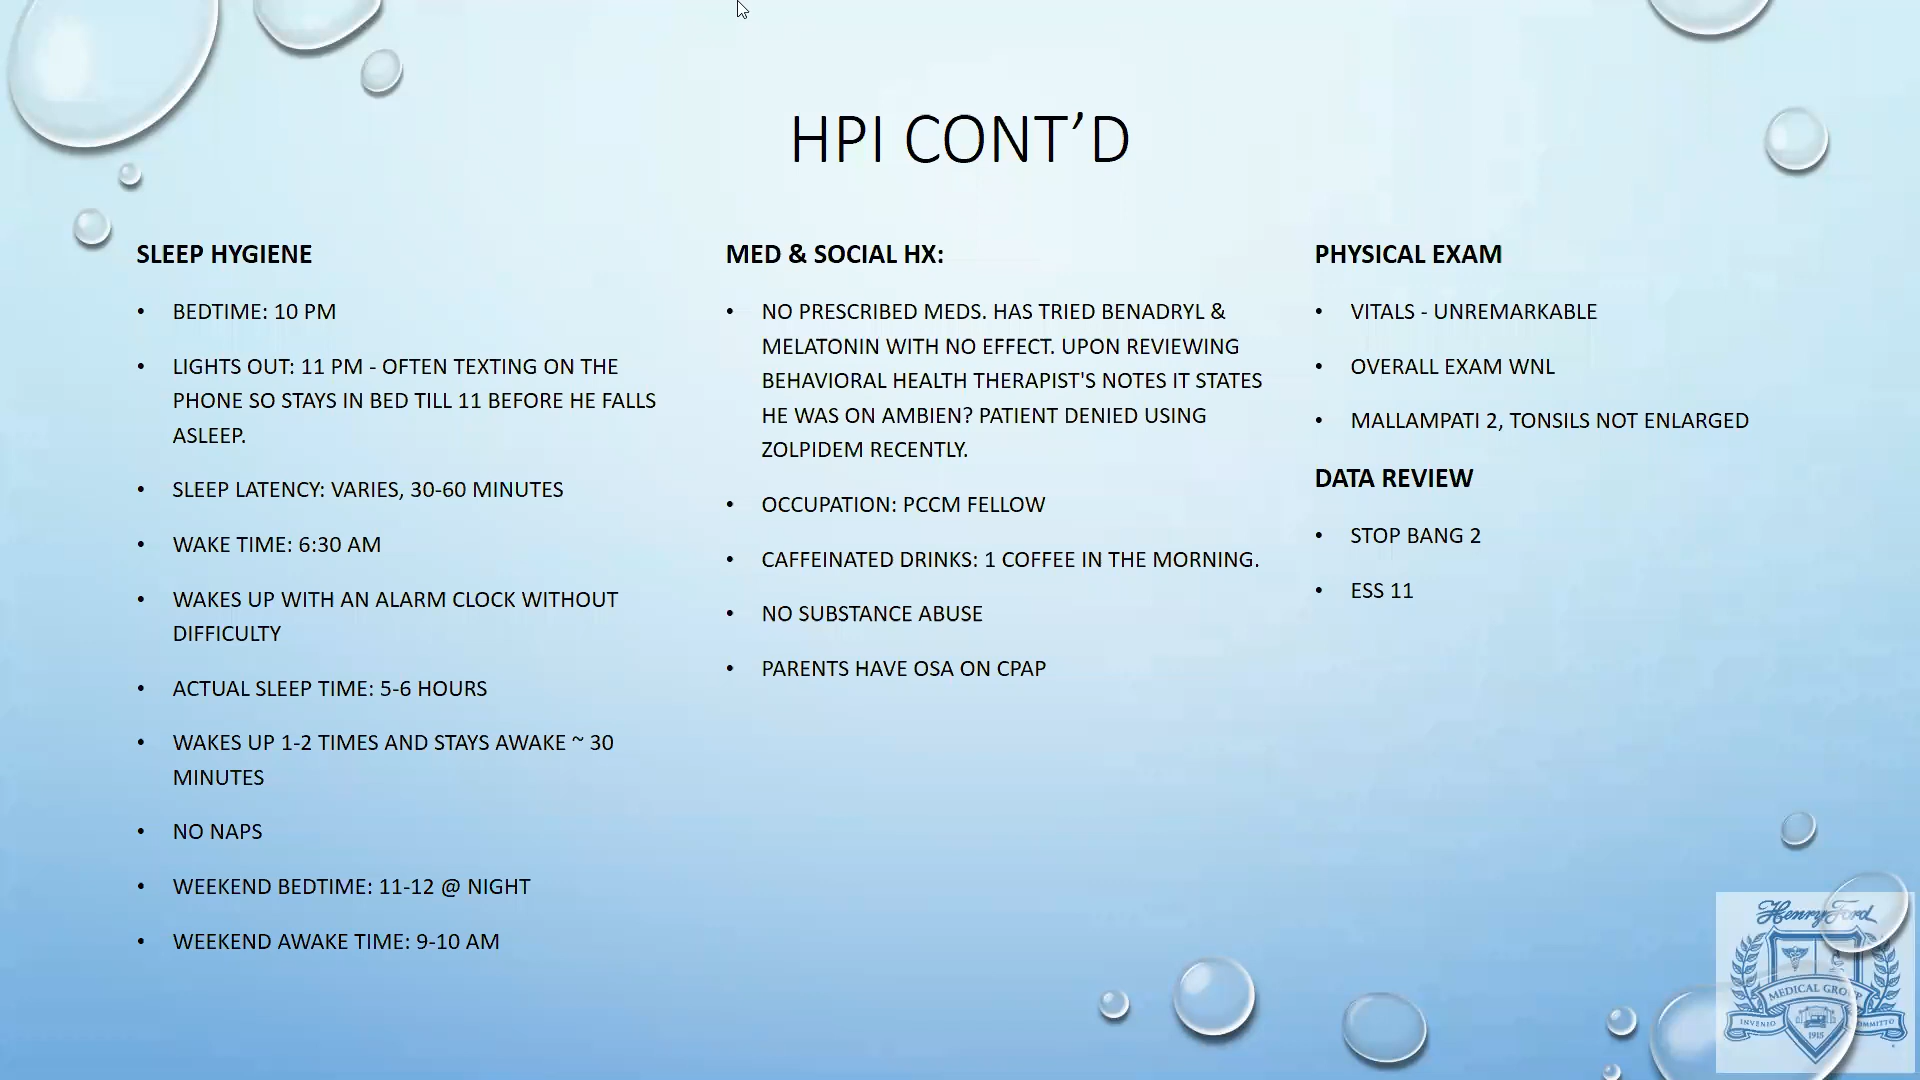 HPI CONT’D
SLEEP HYGIENE
• BEDTIME: 10 PM
• LIGHTS OUT: 11 PM - OFTEN TEXTING ON THE
PHONE SO STAYS IN BED TILL 11 BEFORE HE FALLS
ASLEEP.
• SLEEP LATENCY: VARIES, 30-60 MINUTES
• WAKE TIME: 6:30 AM
• WAKES UP WITH AN ALARM CLOCK WITHOUT
DIFFICULTY
• ACTUAL SLEEP TIME: 5-6 HOURS
• WAKES UP 1-2 TIMES AND STAYS AWAKE ~ 30
MINUTES
• NO NAPS
• WEEKEND BEDTIME: 11-12 @ NIGHT
• WEEKEND AWAKE TIME: 9-10 AM
MED & SOCIAL HX:
• NO PRESCRIBED MEDS. HAS TRIED BENADRYL &
MELATONIN WITH NO EFFECT. UPON REVIEWING
BEHAVIORAL HEALTH THERAPIST'S NOTES IT STATES
HE WAS ON AMBIEN? PATIENT DENIED USING
ZOLPIDEM RECENTLY.
• OCCUPATION: PCCM FELLOW
• CAFFEINATED DRINKS: 1 COFFEE IN THE MORNING.
• NO SUBSTANCE ABUSE
• PARENTS HAVE OSA ON CPAP
PHYSICAL EXAM
• VITALS - UNREMARKABLE
• OVERALL EXAM WNL
• MALLAMPATI 2, TONSILS NOT ENLARGED
DATA REVIEW
• STOP BANG 2
• ESS 11
Henry Ford
MEDICAL GROUP
INVENIO
1915